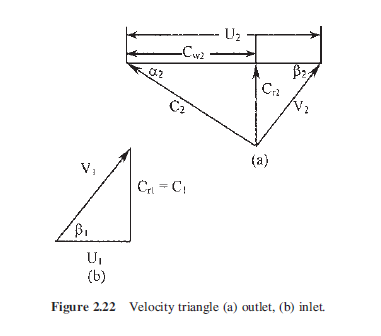 U2
Cw2
α2
β2
Cr2
C2
V2
(a)
V1
Cr1 = C1
β1
U1
(b)
Figure 2.22 Velocity triangle (a) outlet, (b) inlet.